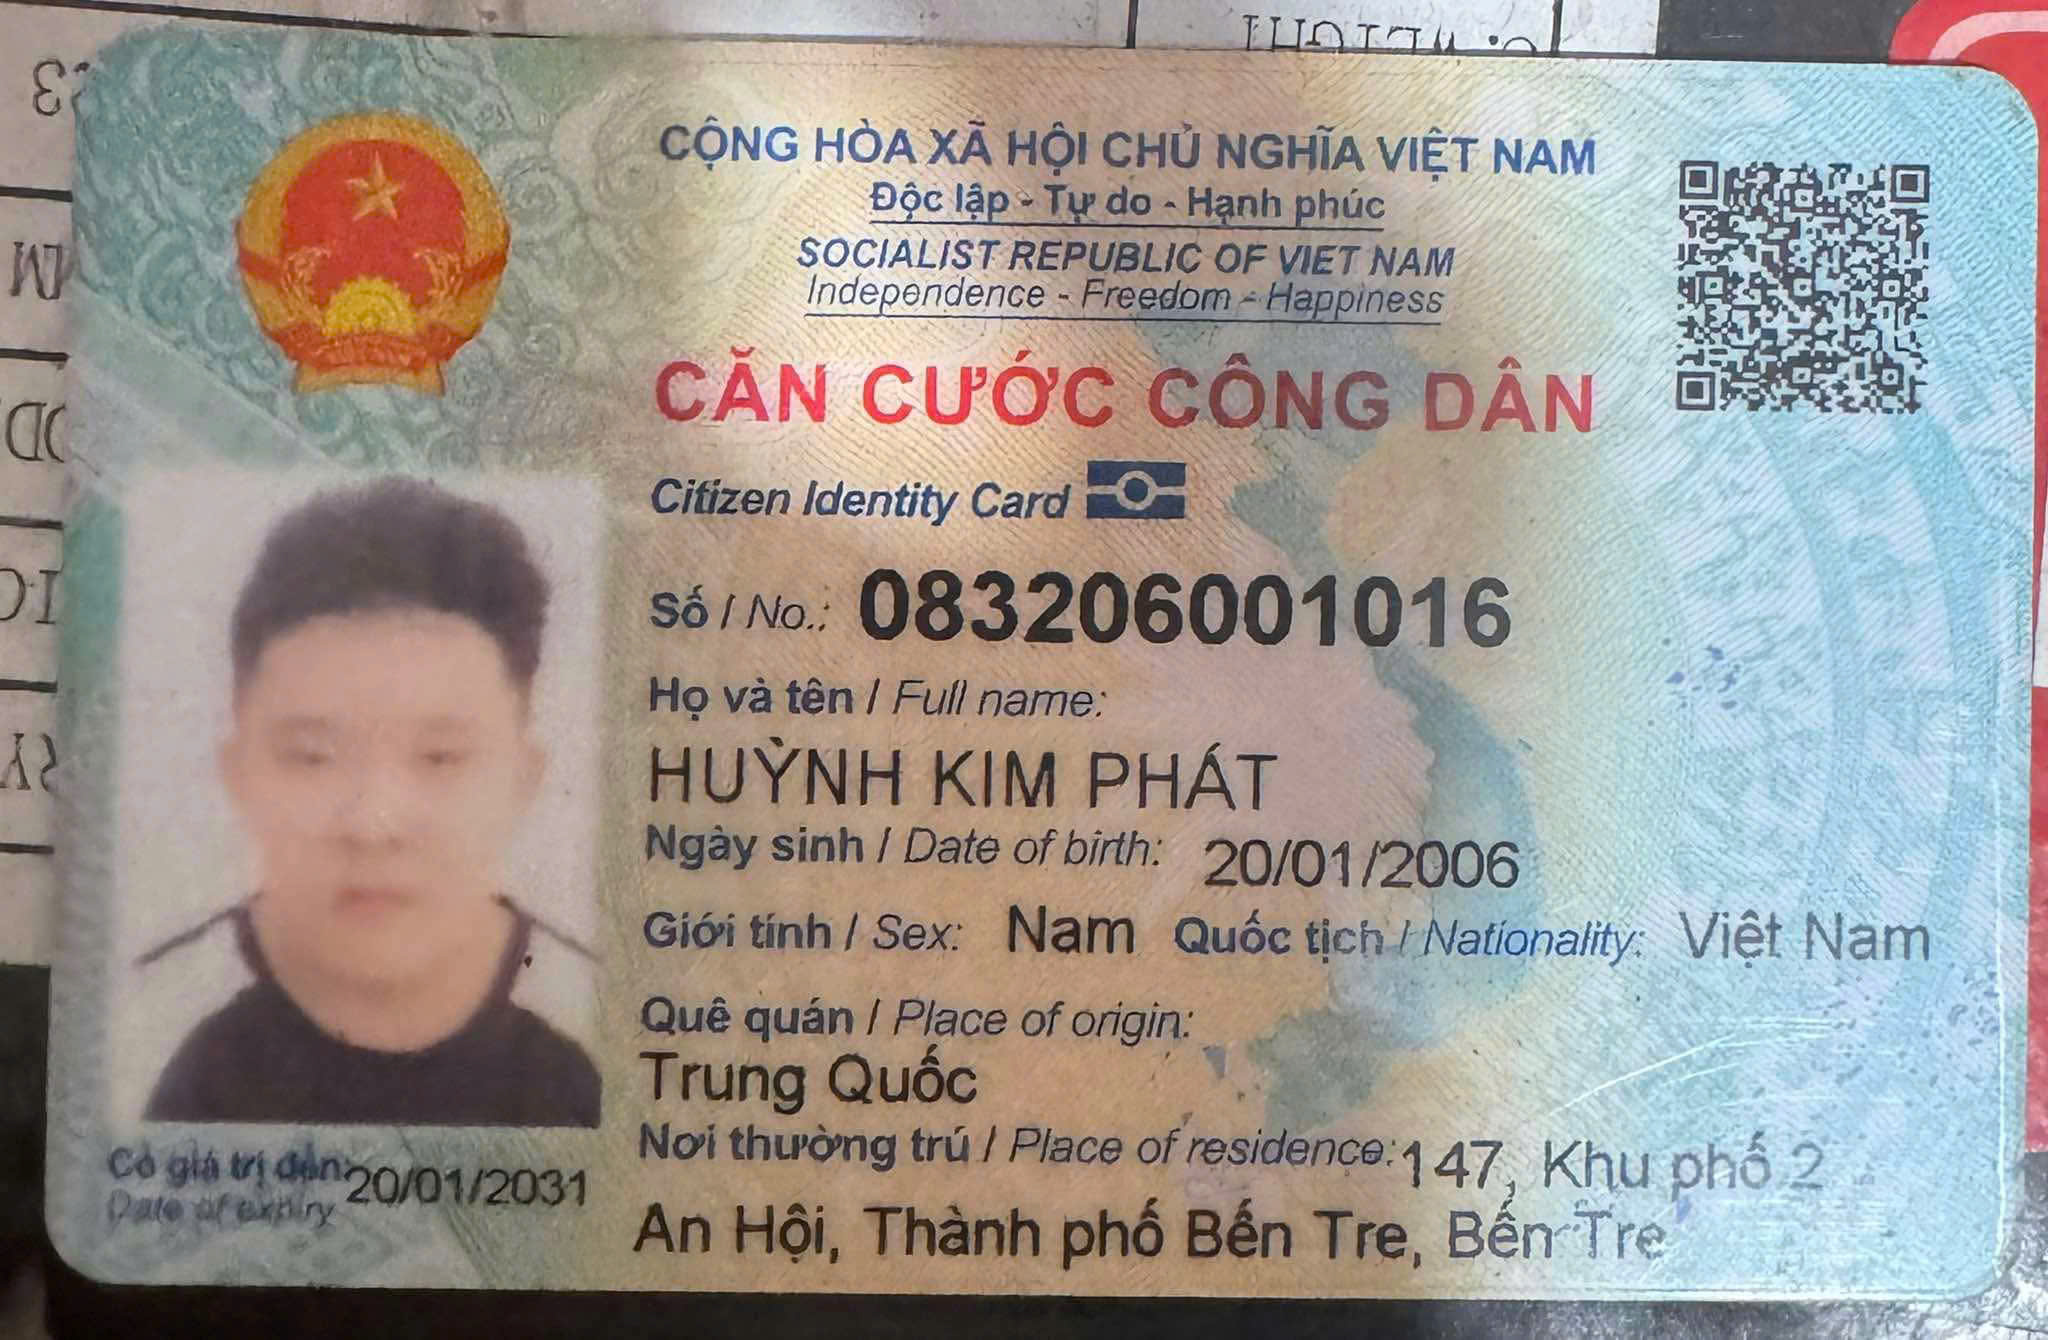 CỘNG HÒA XÃ HỘI CHỦ NGHĨA VIỆT NAM
Độc lập - Tự do - Hạnh phúc
SOCIALIST REPUBLIC OF VIET NAM
Independence - Freedom - Happiness
CĂN CƯỚC CÔNG DÂN
Citizen Identity Card
Số / No.: 083206001016
Họ và tên / Full name:
HUỲNH KIM PHÁT
Ngày sinh / Date of birth: 20/01/2006
Giới tính / Sex: Nam Quốc tịch / Nationality: Việt Nam
Quê quán / Place of origin:
Trung Quốc
Nơi thường trú / Place of residence: 147, Khu phố 2
An Hội, Thành phố Bến Tre, Bến Tre
Có giá trị đến: 20/01/2031
Date of expiry